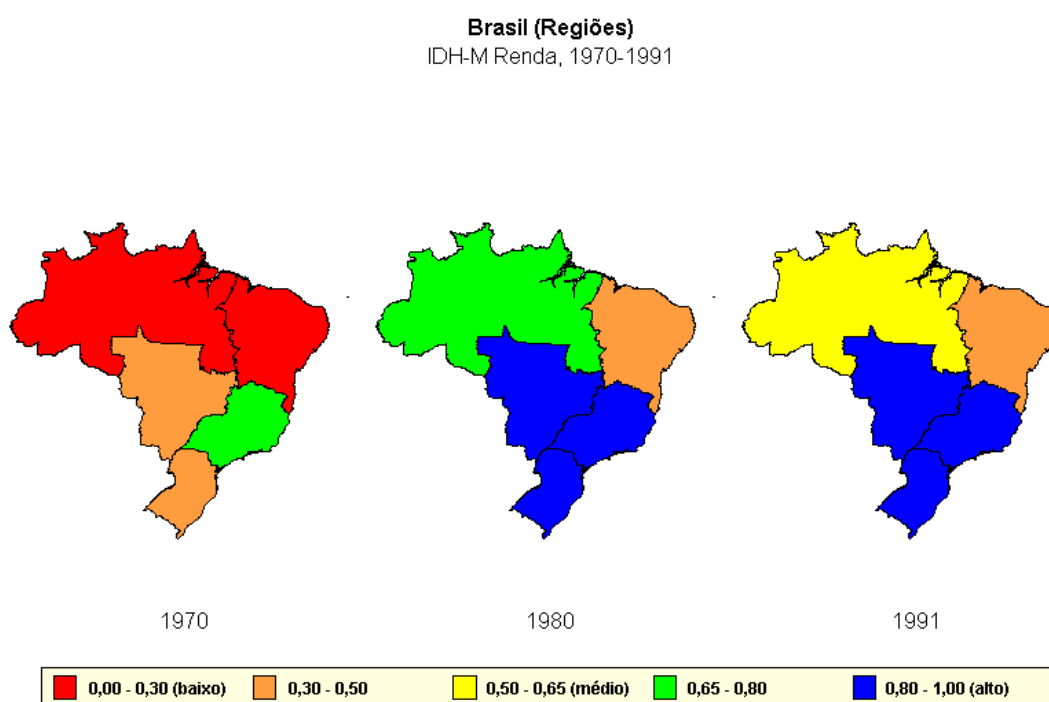 Brasil (Regiões)
IDH-M Renda, 1970-1991
1970 1980 1991
0,00 - 0,30 (baixo) 0,30 - 0,50 0,50 - 0,65 (médio) 0,65 - 0,80 0,80 - 1,00 (alto)